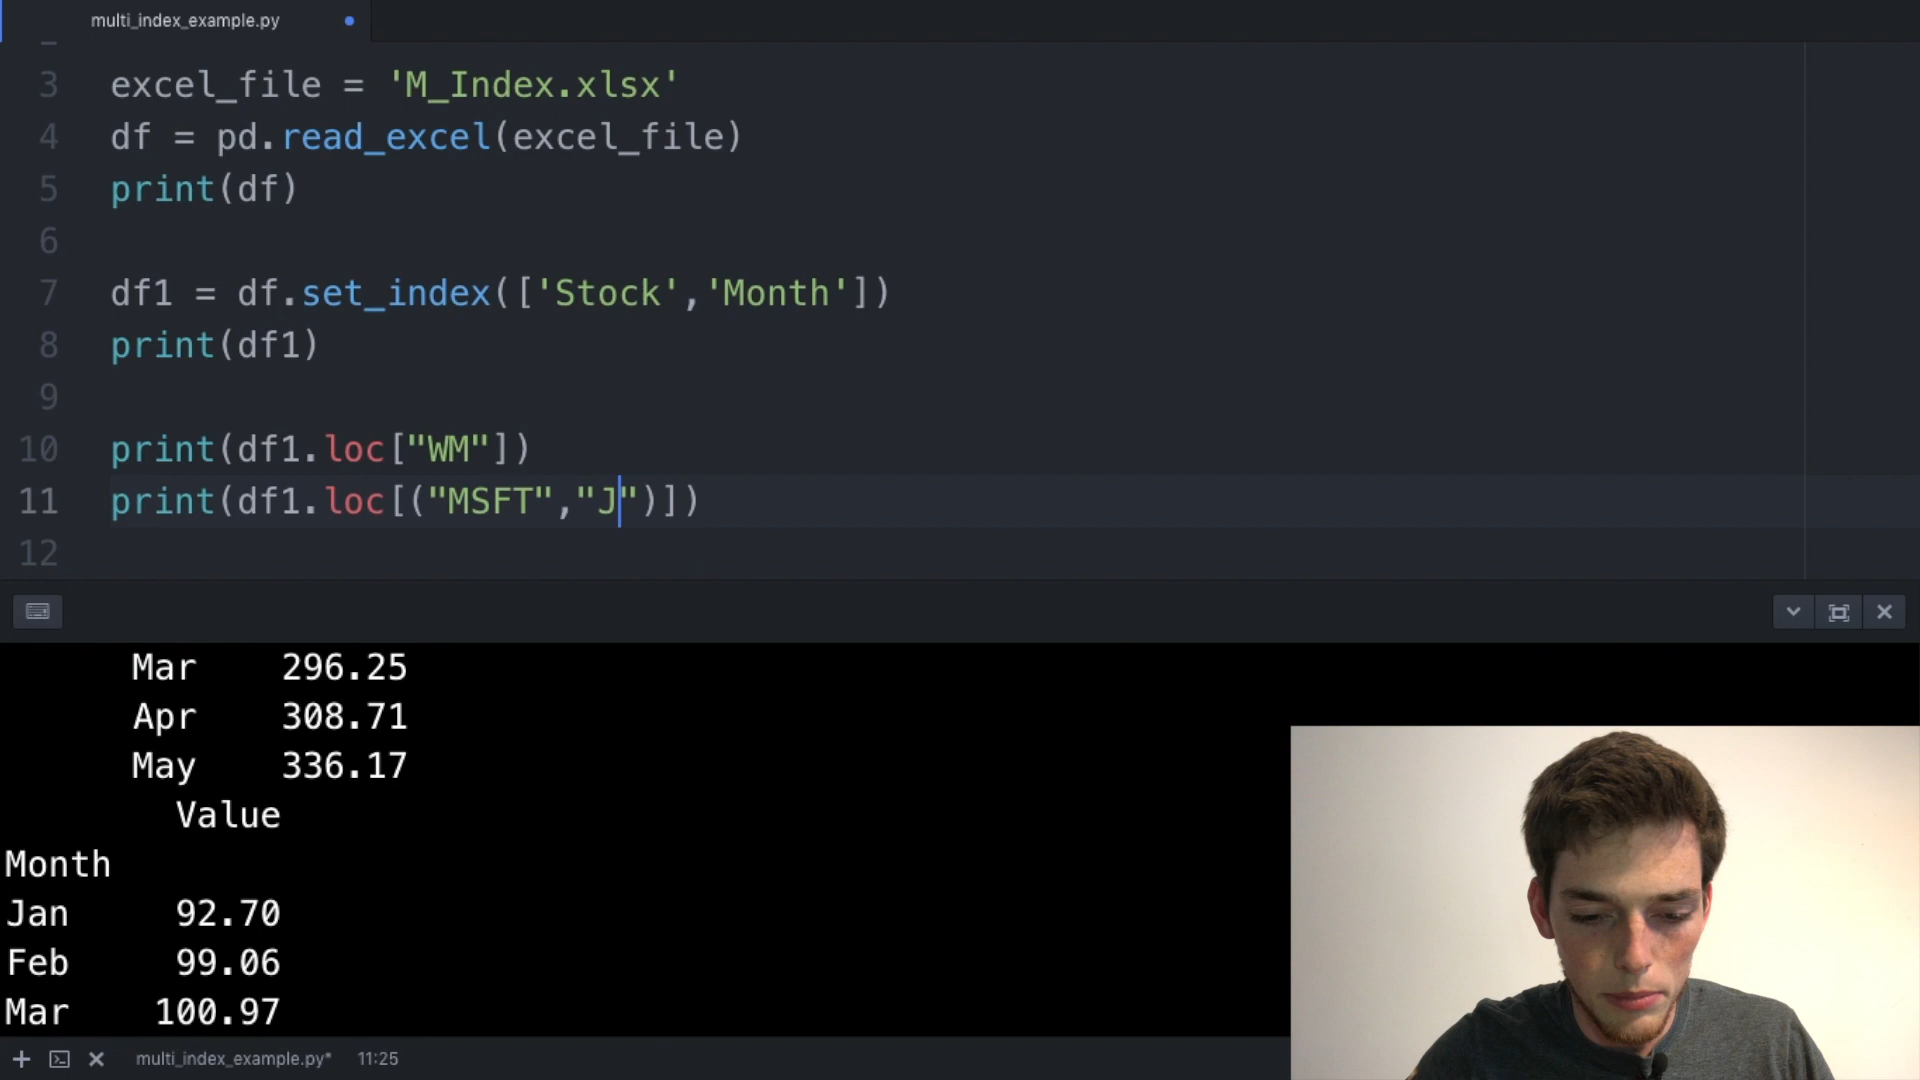 multi_index_example.py
3 excel_file = 'M_Index.xlsx'
4 df = pd.read_excel(excel_file)
5 print(df)
6
7 df1 = df.set_index(['Stock','Month'])
8 print(df1)
9
10 print(df1.loc["WM"])
11 print(df1.loc[("MSFT","J")])
12
Mar 296.25
Apr 308.71
May 336.17
Value
Month
Jan 92.70
Feb 99.06
Mar 100.97
multi_index_example.py* 11:25